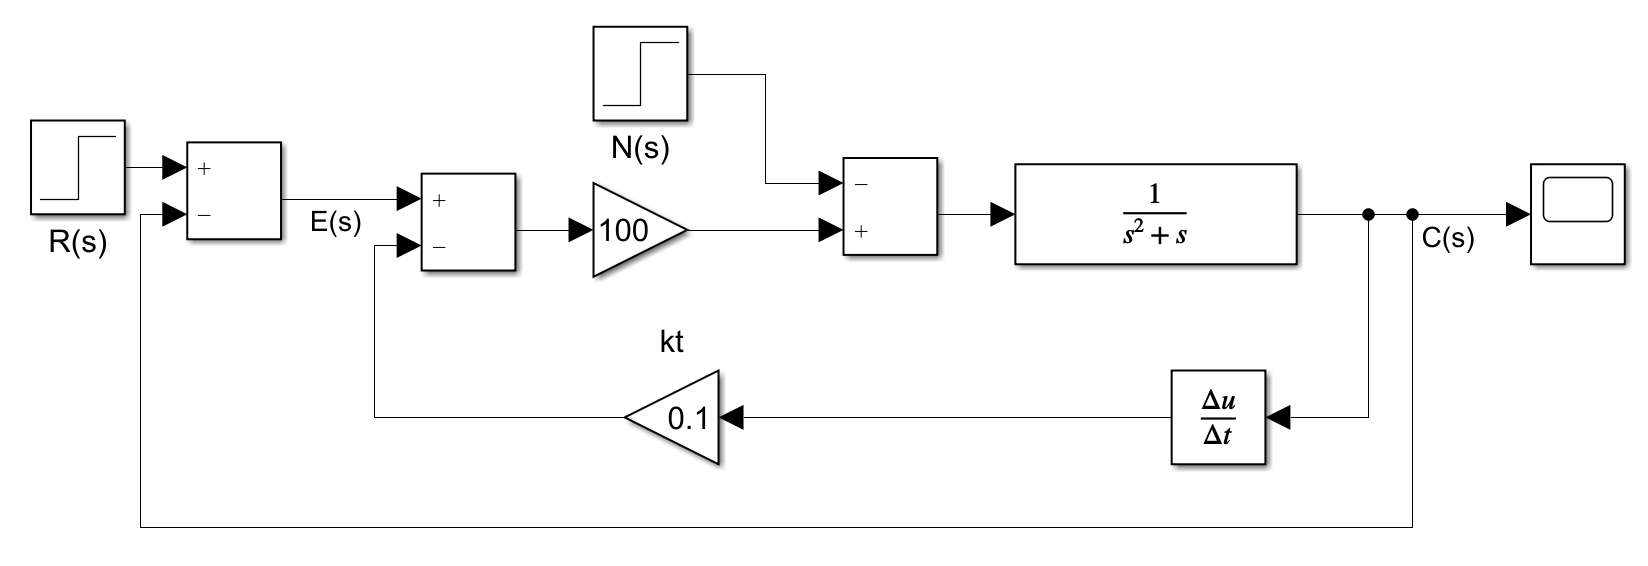 N(s)
R(s)
+
−
E(s)
+
−
100
−
+
1
s² + s
C(s)
kt
0.1
Δu
Δt